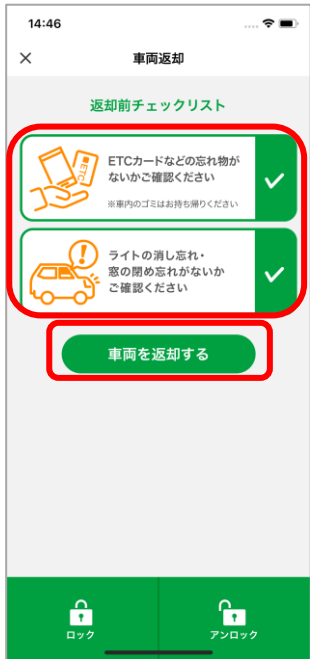 14:46
車両返却
返却前チェックリスト
ETC
ETCカードなどの忘れ物が
ないかご確認ください
※車内のゴミはお持ち帰りください
ライトの消し忘れ・
窓の閉め忘れがないか
ご確認ください
車両を返却する
ロック
アンロック